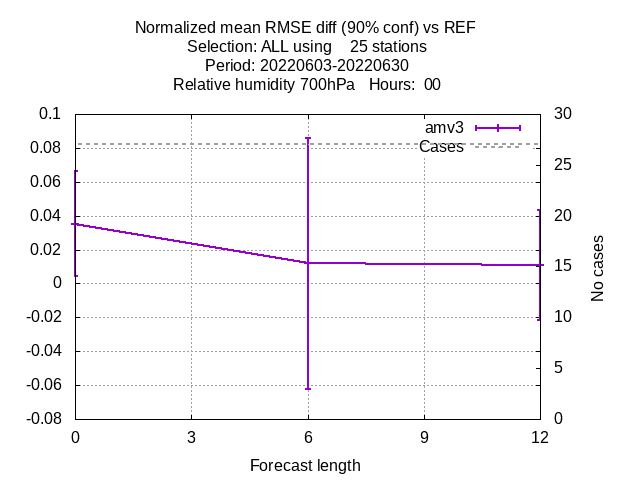 Normalized mean RMSE diff (90% conf) vs REF
Selection: ALL using    25 stations
Period: 20220603-20220630
Relative humidity 700hPa   Hours:  00
0.1
0.08
0.06
0.04
0.02
0
-0.02
-0.04
-0.06
-0.08
amv3
Cases
30
25
20
15
10
5
0
No cases
0 3 6 9 12
Forecast length